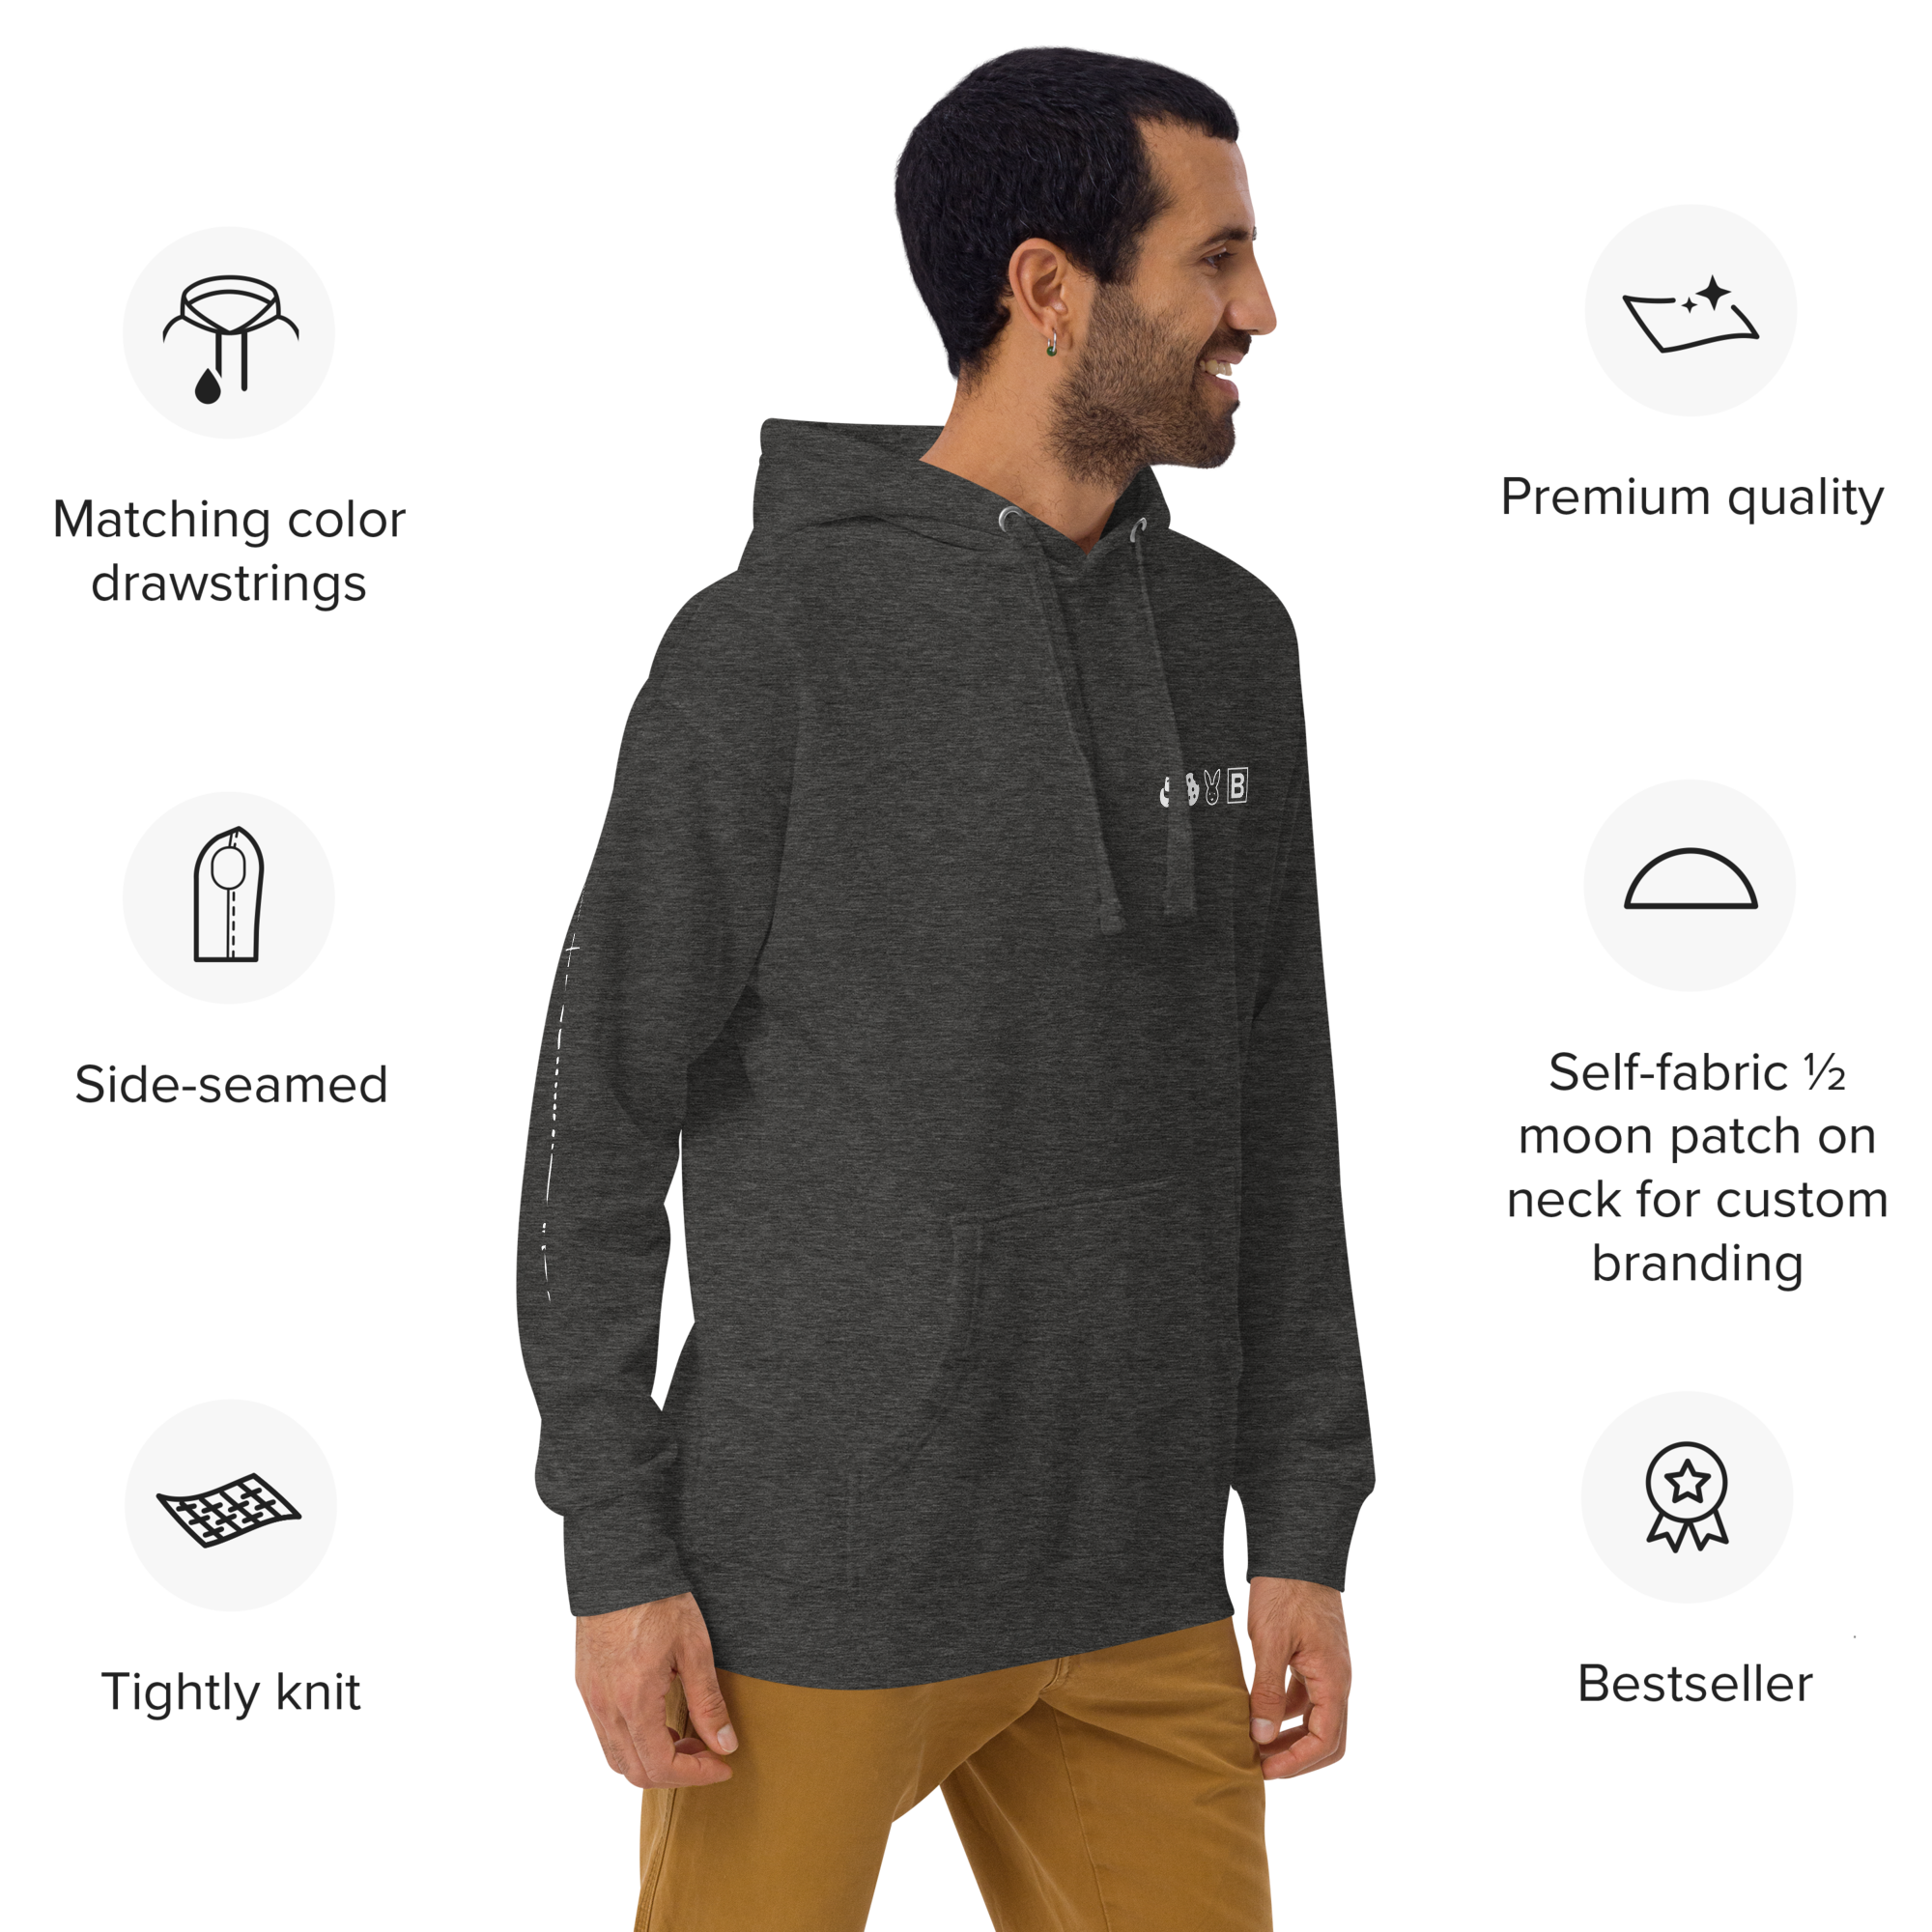 Matching color
drawstrings
Premium quality
B
Side-seamed
Self-fabric ½
moon patch on
neck for custom
branding
Tightly knit
Bestseller